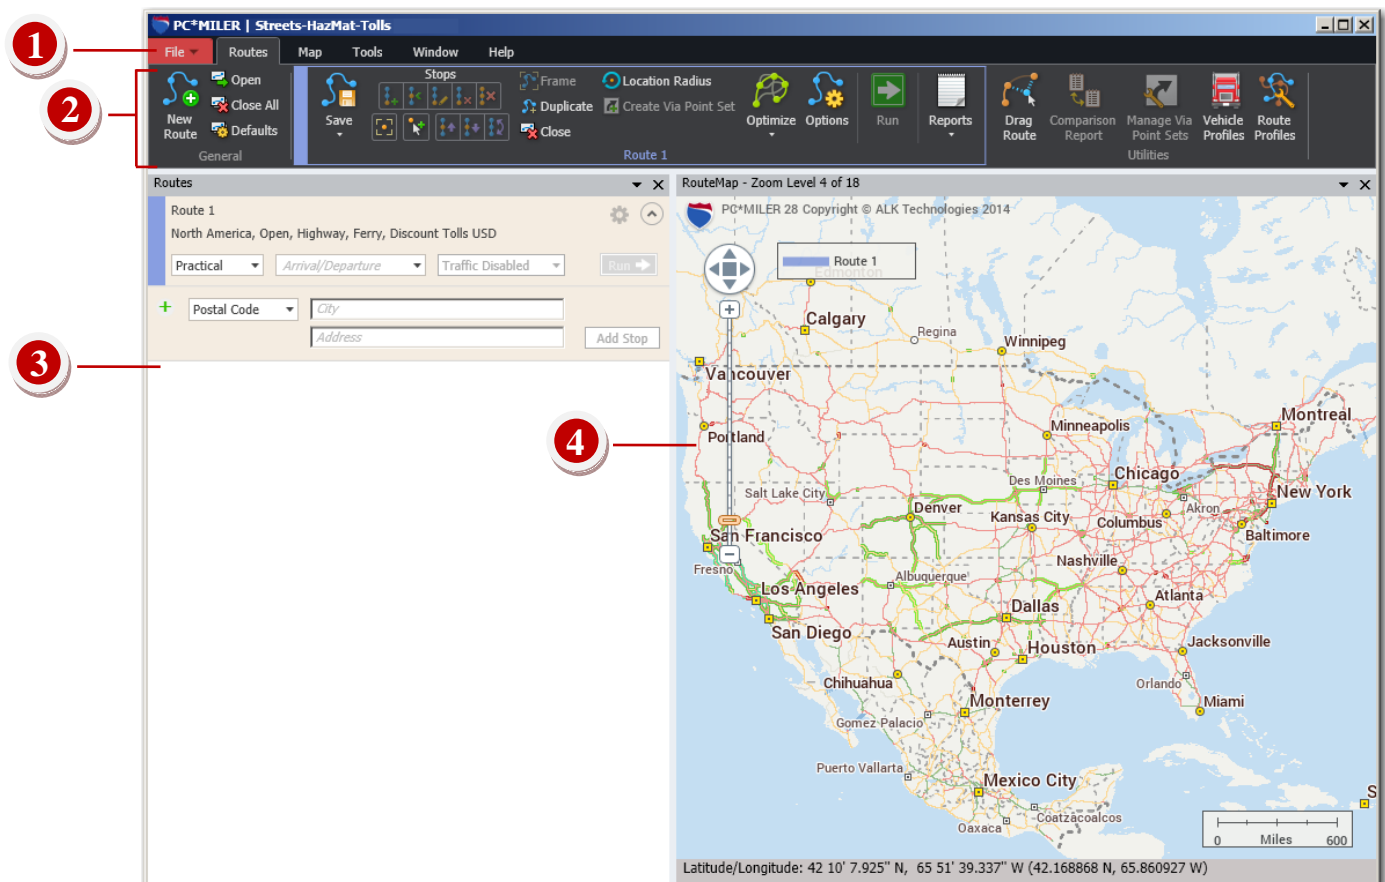 PC*MILER | Streets-HazMat-Tolls
1
File Routes Map Tools Window Help
2
New Route
Open
Close All
Defaults
General
Save
Stops
Frame
Duplicate
Close
Location Radius
Create Via Point Set
Optimize
Options
Run
Reports
Route 1
Drag Route
Comparison Report
Manage Via Point Sets
Vehicle Profiles
Route Profiles
Utilities
Routes
Route 1
North America, Open, Highway, Ferry, Discount Tolls USD
Practical Arrival/Departure Traffic Disabled Run
Postal Code City
Address Add Stop
3
4
RouteMap - Zoom Level 4 of 18
PC*MILER 28 Copyright © ALK Technologies 2014
Route 1
Edmonton
Calgary
Regina
Winnipeg
Vancouver
Montreal
Minneapolis
Portland
Chicago
Des Moines
New York
Salt Lake City
Akron
Denver
Kansas City
Columbus
Baltimore
San Francisco
Nashville
Fresno
Albuquerque
Los Angeles
Atlanta
Dallas
San Diego
Austin
Houston
Jacksonville
Chihuahua
Orlando
Monterrey
Miami
Gomez Palacio
Puerto Vallarta
Mexico City
S
Coatzacoalcos
Oaxaca
0 Miles 600
Latitude/Longitude: 42 10' 7.925" N, 65 51' 39.337" W (42.168868 N, 65.860927 W)